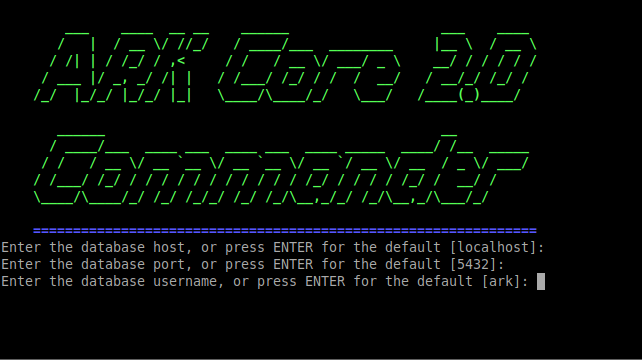 ARK Core 2.0
Commander
Enter the database host, or press ENTER for the default [localhost]:
Enter the database port, or press ENTER for the default [5432]:
Enter the database username, or press ENTER for the default [ark]: